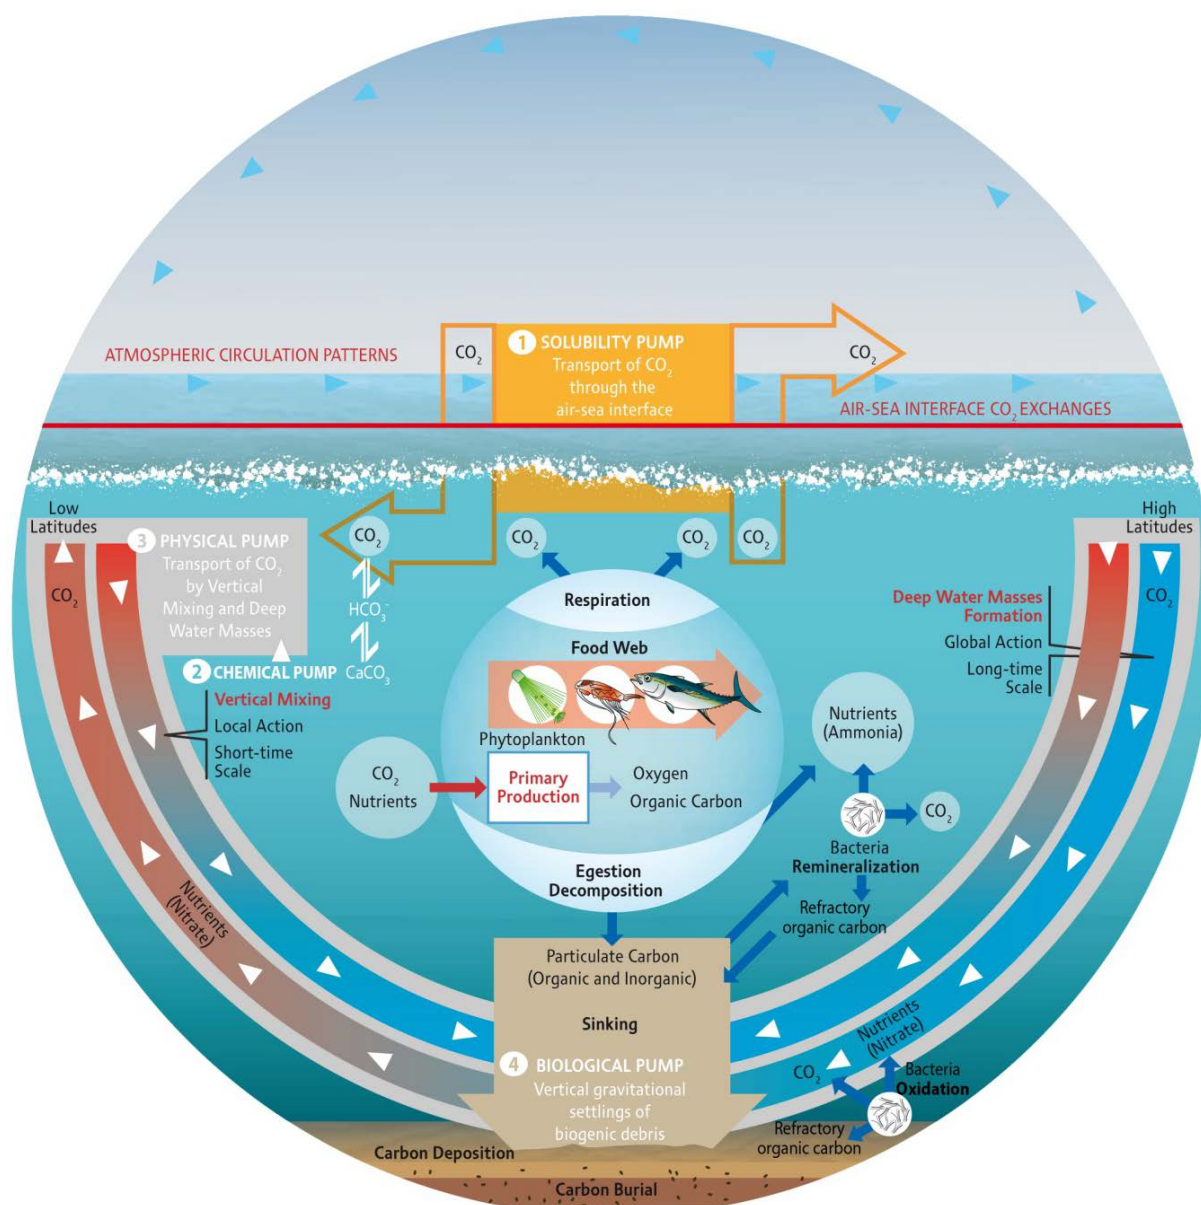 ATMOSPHERIC CIRCULATION PATTERNS
CO₂
1 SOLUBILITY PUMP
Transport of CO₂
through the
air-sea interface
CO₂
AIR-SEA INTERFACE CO₂ EXCHANGES
Low
Latitudes
High
Latitudes
3 PHYSICAL PUMP
Transport of CO₂
by Vertical
Mixing and Deep
Water Masses
CO₂
CO₂
HCO₃⁻
CaCO₃
2 CHEMICAL PUMP
Vertical Mixing
Local Action
Short-time
Scale
CO₂
CO₂
CO₂
Respiration
Food Web
Phytoplankton
CO₂
Nutrients
Primary
Production
Oxygen
Organic Carbon
Egestion
Decomposition
CO₂
Deep Water Masses
Formation
Global Action
Long-time
Scale
Nutrients
(Ammonia)
CO₂
Bacteria
Remineralization
Refractory
organic carbon
Nutrients
(Nitrate)
Particulate Carbon
(Organic and Inorganic)
Sinking
4 BIOLOGICAL PUMP
Vertical gravitational
settlings of
biogenic debris
Nutrients
(Nitrate)
CO₂
Bacteria
Oxidation
Refractory
organic carbon
Carbon Deposition
Carbon Burial